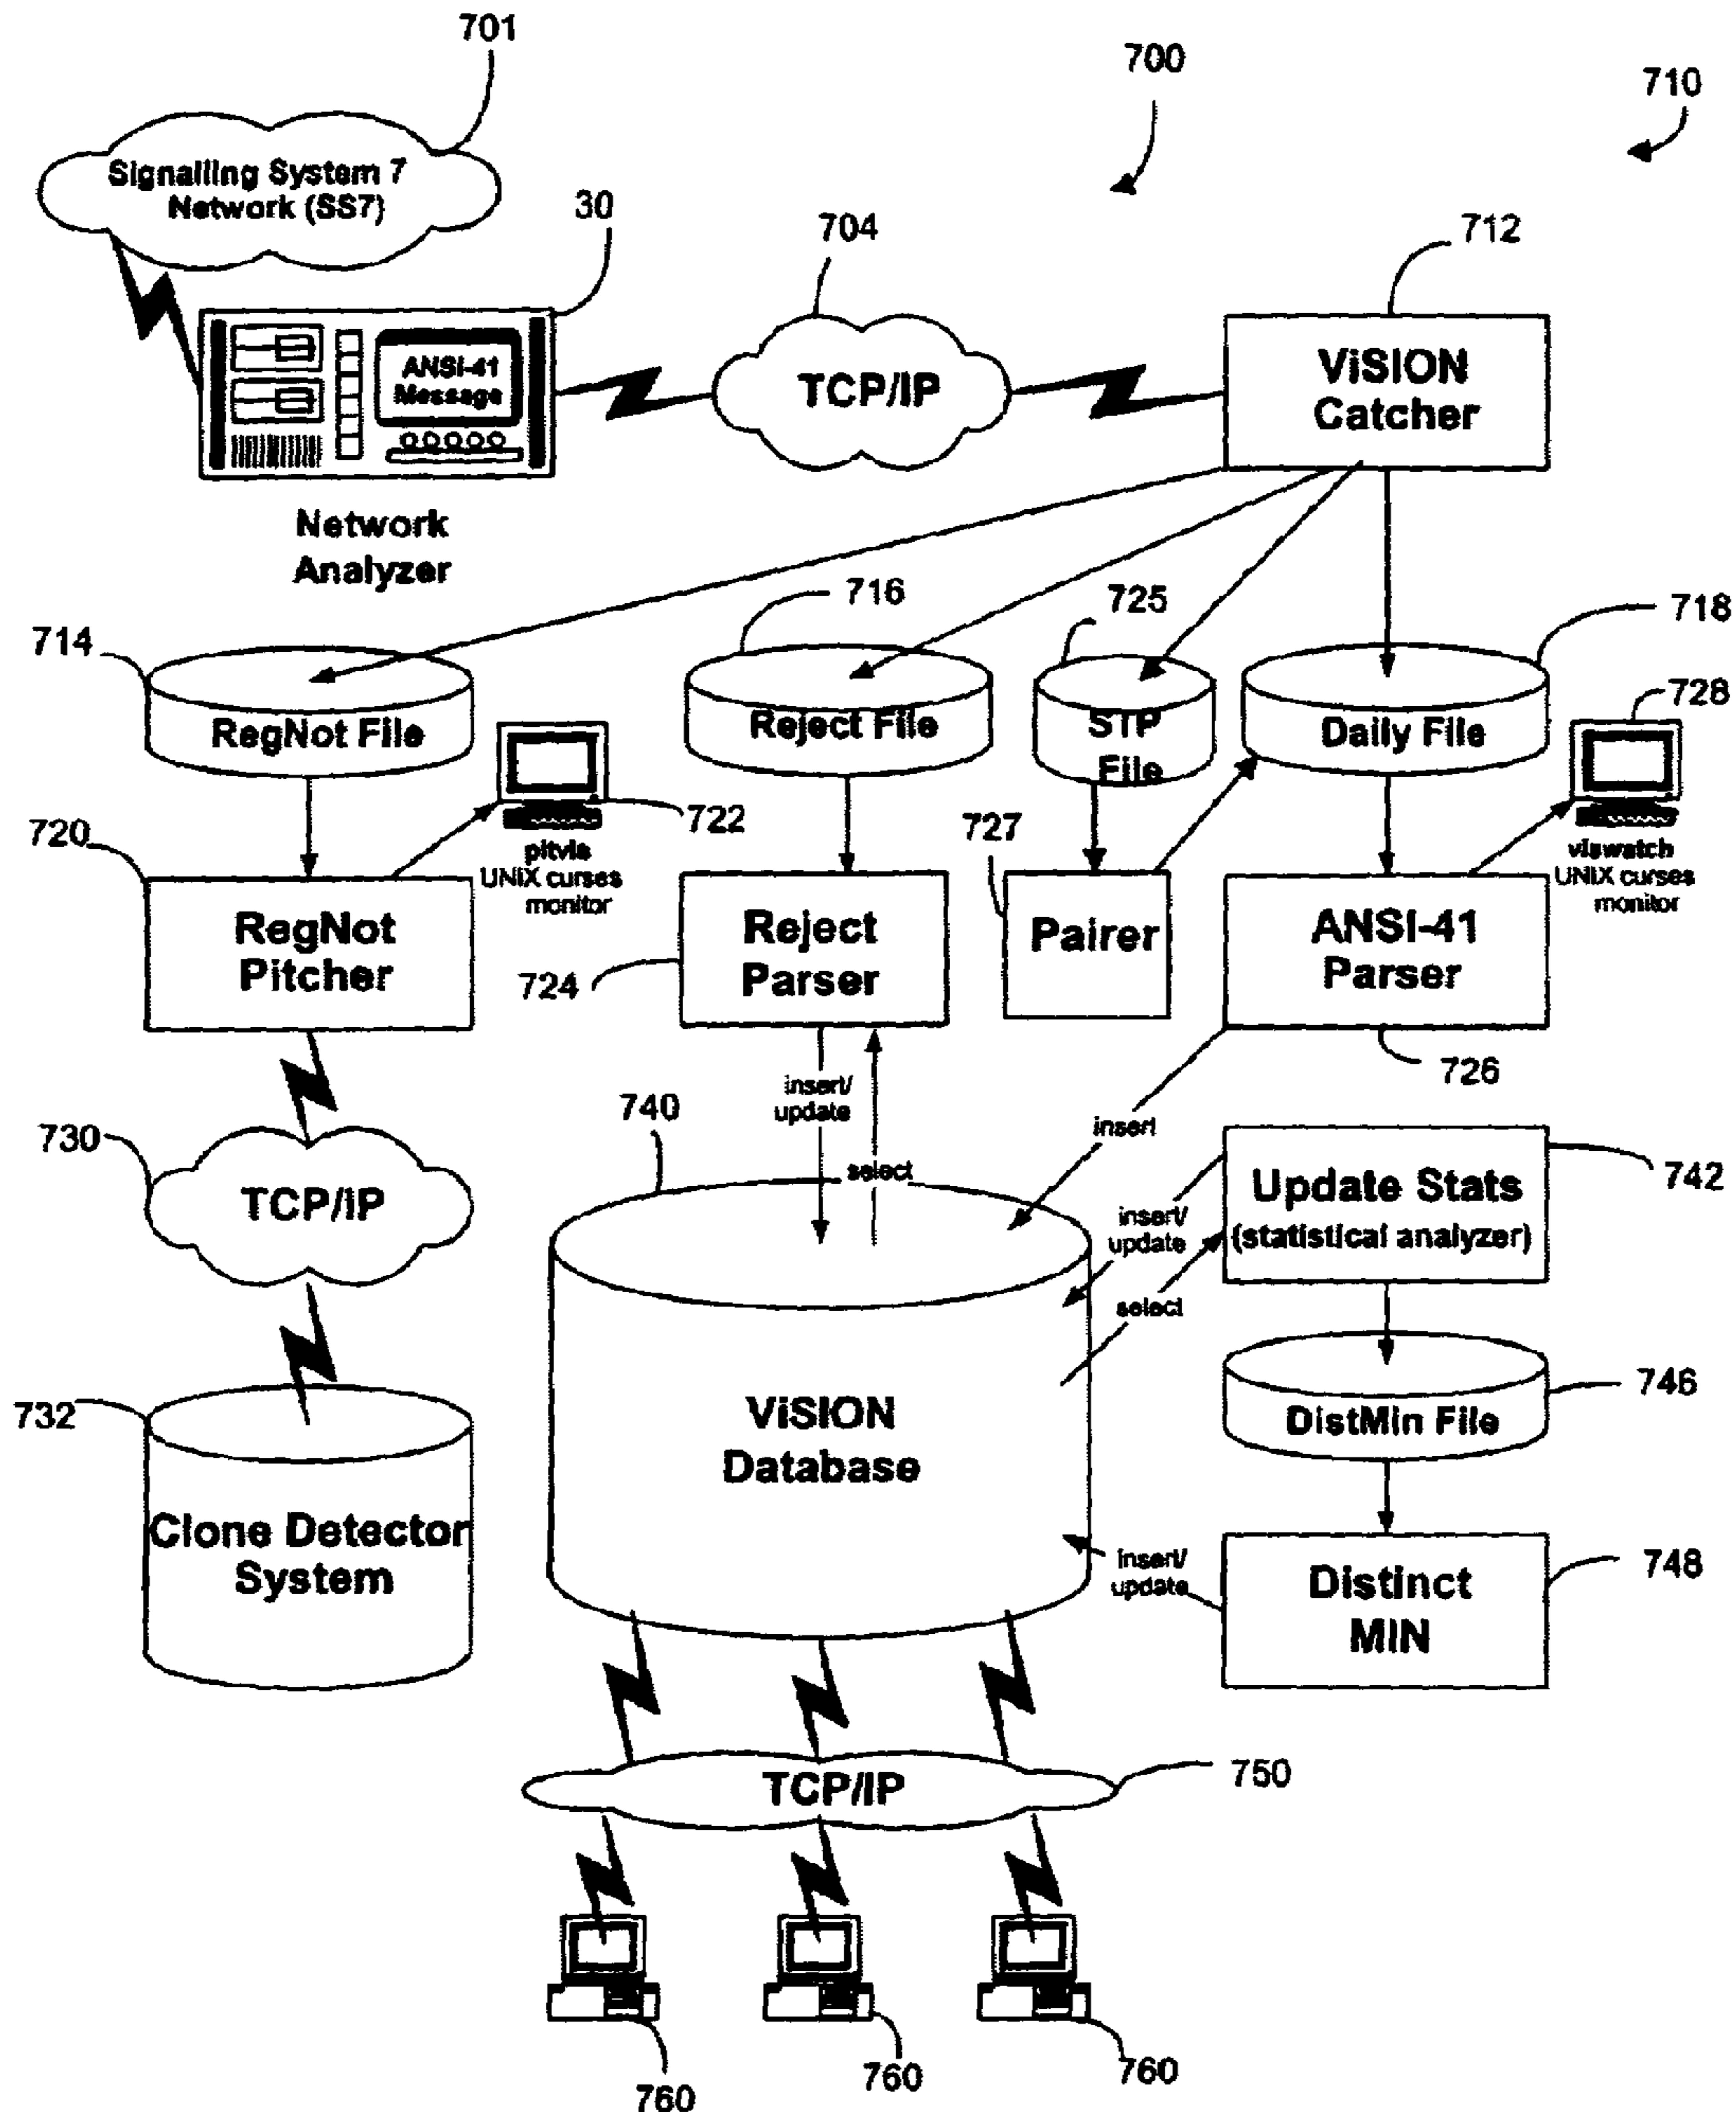 701
700
710
Signalling System 7
Network (SS7)
30
704
712
ANSI-41
Message
TCP/IP
ViSION
Catcher
Network
Analyzer
714
716
725
718
728
RegNot File
Reject File
STP
File
Daily File
720
722
727
pitvis
UNIX curses
monitor
viswatch
UNIX curses
monitor
RegNot
Pitcher
724
Reject
Parser
Pairer
ANSI-41
Parser
726
insert/
update
select
insert
730
740
742
TCP/IP
Update Stats
(statistical analyzer)
insert/
update
select
732
746
ViSION
Database
DistMin File
Clone Detector
System
insert/
update
Distinct
MIN
748
TCP/IP
750
760
760
760